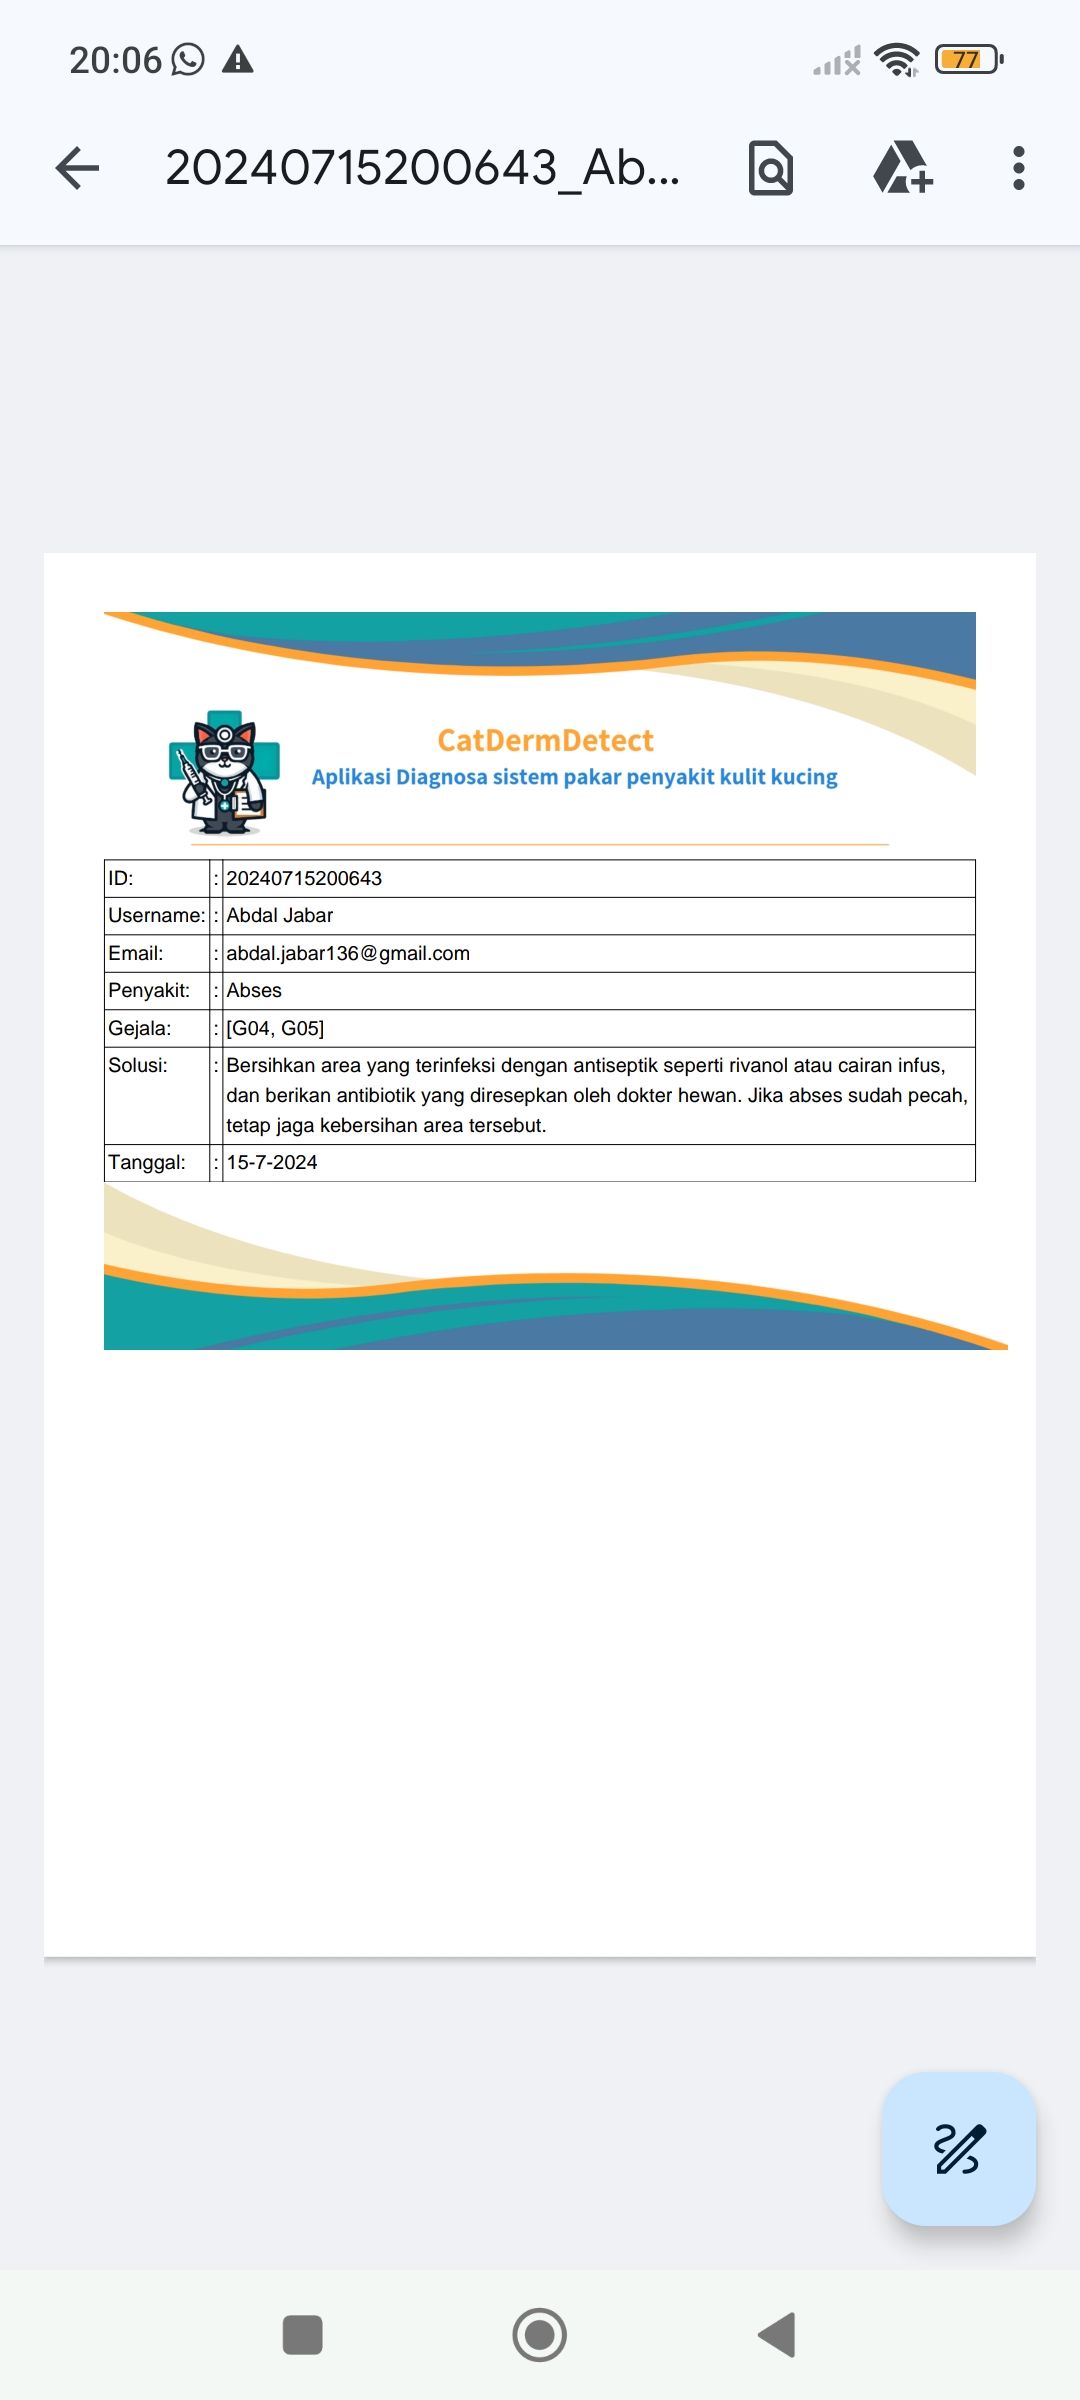 20:06
77
20240715200643_Ab...
CatDermDetect
Aplikasi Diagnosa sistem pakar penyakit kulit kucing
ID: : 20240715200643
Username: : Abdal Jabar
Email: : abdal.jabar136@gmail.com
Penyakit: : Abses
Gejala: : [G04, G05]
Solusi: : Bersihkan area yang terinfeksi dengan antiseptik seperti rivanol atau cairan infus,
dan berikan antibiotik yang diresepkan oleh dokter hewan. Jika abses sudah pecah,
tetap jaga kebersihan area tersebut.
Tanggal: : 15-7-2024